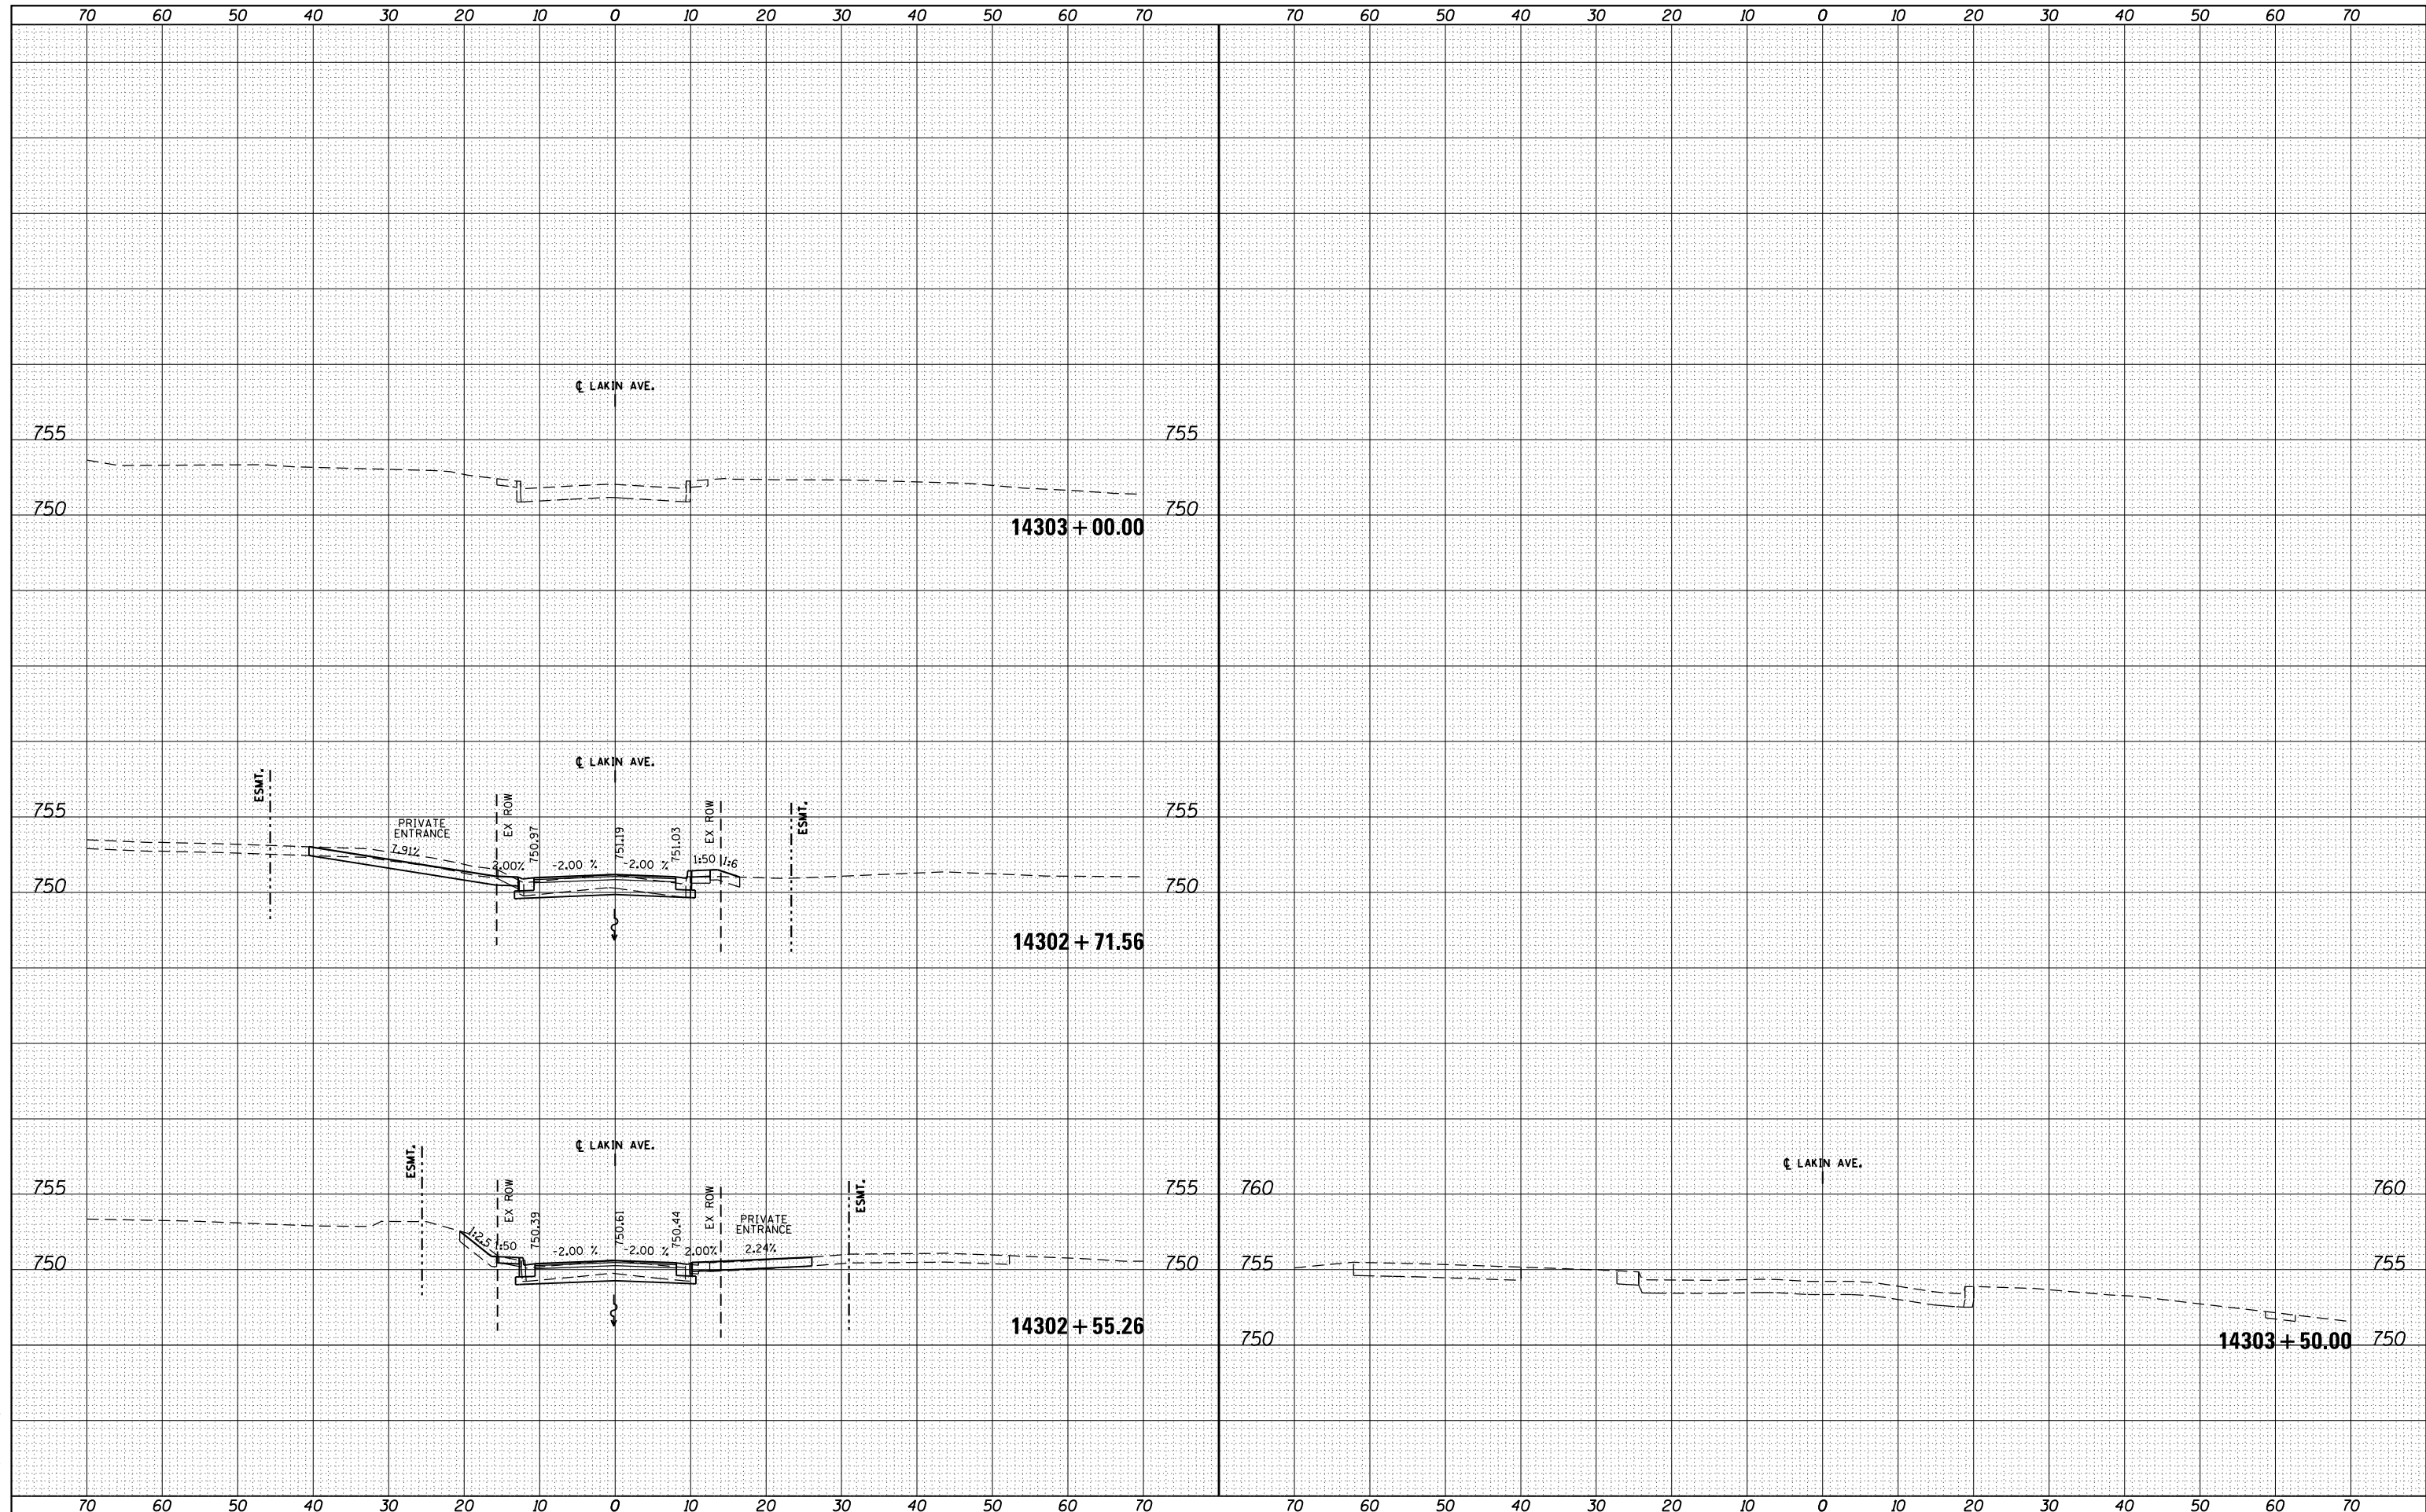 70 60 50 40 30 20 10 0 10 20 30 40 50 60 70 70 60 50 40 30 20 10 0 10 20 30 40 50 60 70
℄ LAKIN AVE.
755 755
750 750
14303+00.00
℄ LAKIN AVE.
ESMT.
EX ROW
EX ROW
ESMT.
755 755
PRIVATE
ENTRANCE
7.91%
2.00%
750.97
-2.00 %
751.19
-2.00 %
751.03
1:50
1:6
750 750
14302+71.56
℄ LAKIN AVE.
ESMT.
EX ROW
EX ROW
ESMT.
755 755
PRIVATE
ENTRANCE
1:2.5
1:50
750.39
-2.00 %
750.61
-2.00 %
750.44
2.00%
2.24%
750 750
14302+55.26
℄ LAKIN AVE.
760 760
755 755
750 750
14303+50.00
70 60 50 40 30 20 10 0 10 20 30 40 50 60 70 70 60 50 40 30 20 10 0 10 20 30 40 50 60 70